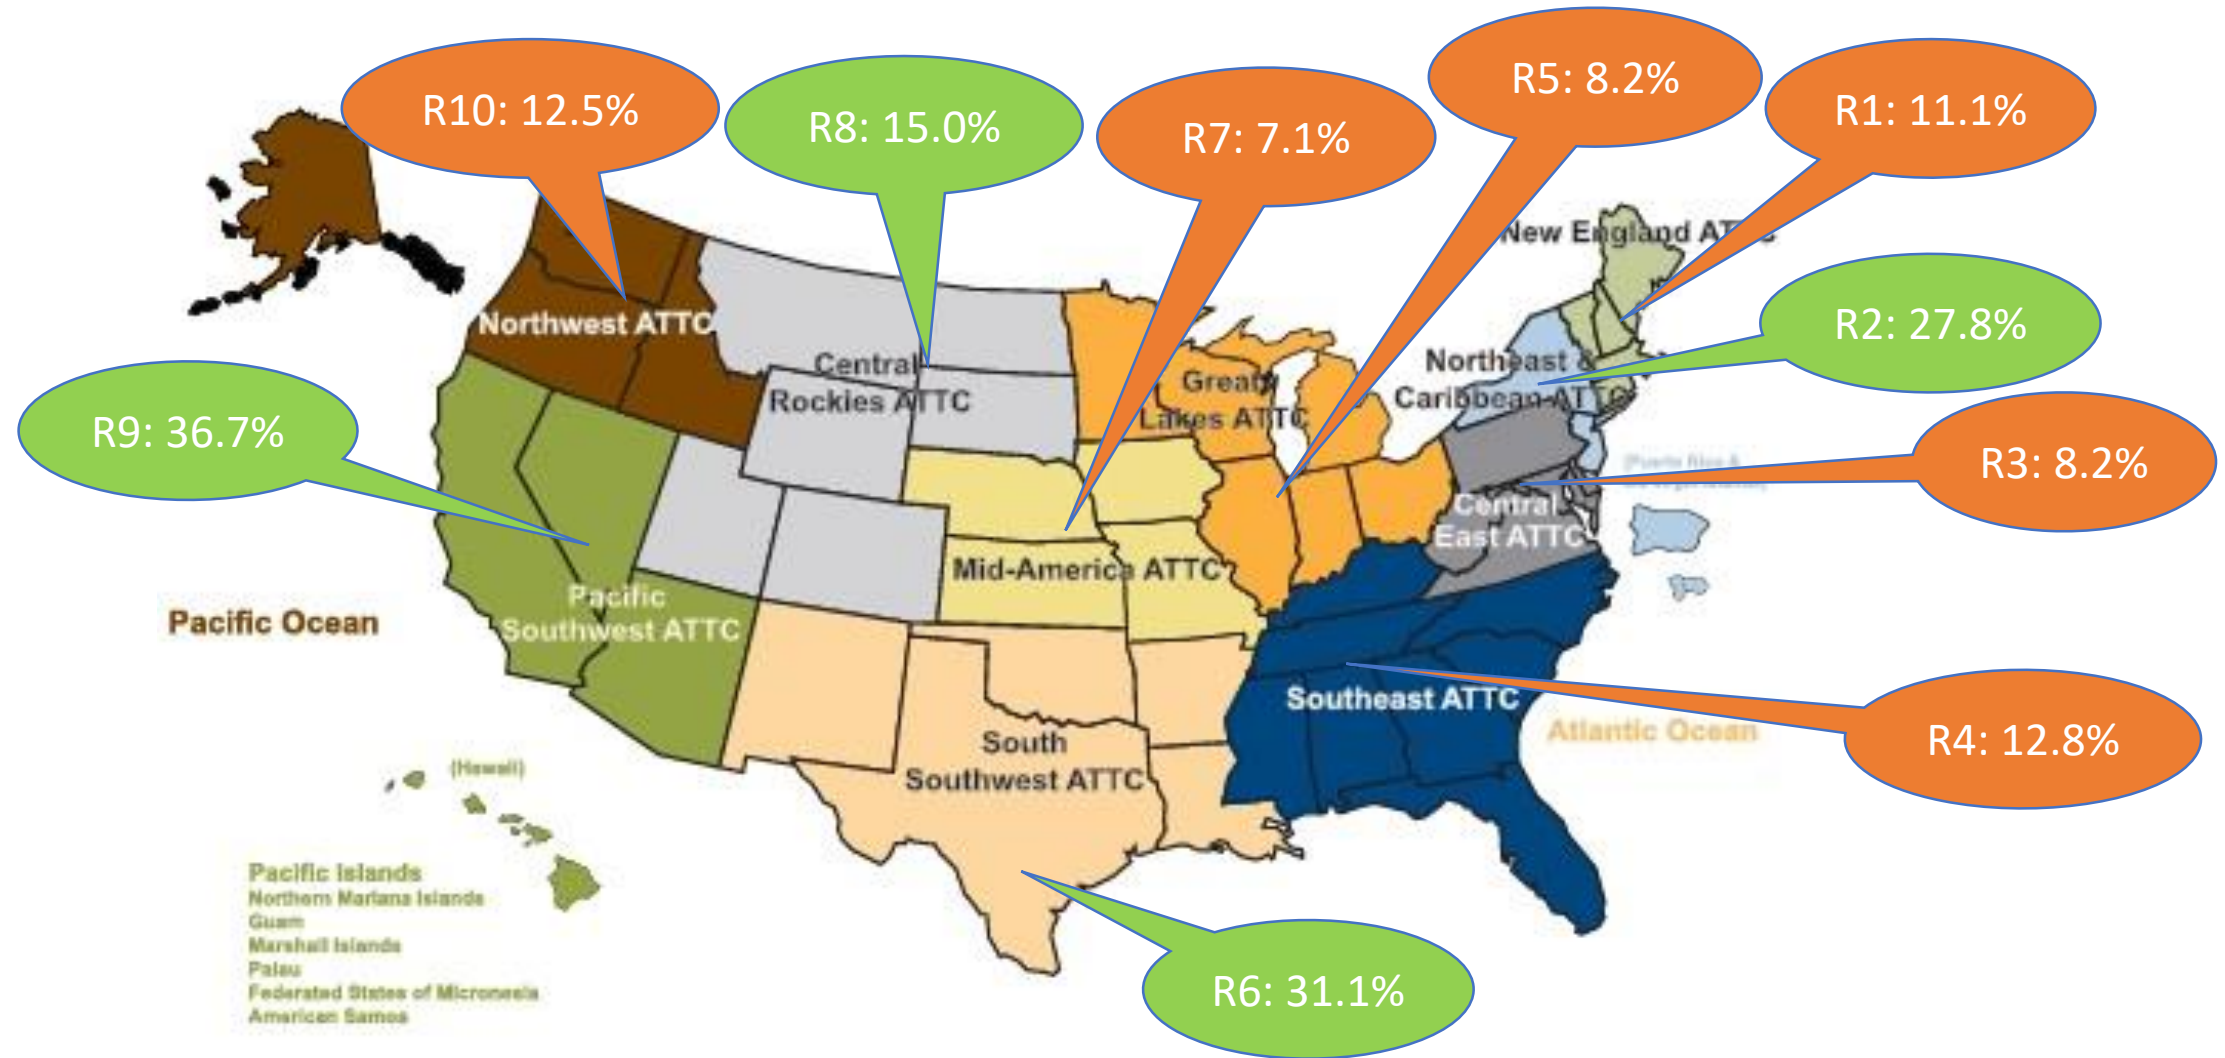 R10: 12.5%
R8: 15.0%
R7: 7.1%
R5: 8.2%
R1: 11.1%
New England ATTC
Northwest ATTC
R2: 27.8%
Central
Rockies ATTC
Great
Lakes ATTC
Northeast &
Caribbean ATTC
R9: 36.7%
R3: 8.2%
(Puerto Rico &
Central
East ATTC
Mid-America ATTC
Pacific
Southwest ATTC
Pacific Ocean
Southeast ATTC
Atlantic Ocean
R4: 12.8%
South
Southwest ATTC
(Hawaii)
Pacific Islands
Northern Mariana Islands
Guam
Marshall Islands
Palau
Federated States of Micronesia
American Samoa
R6: 31.1%